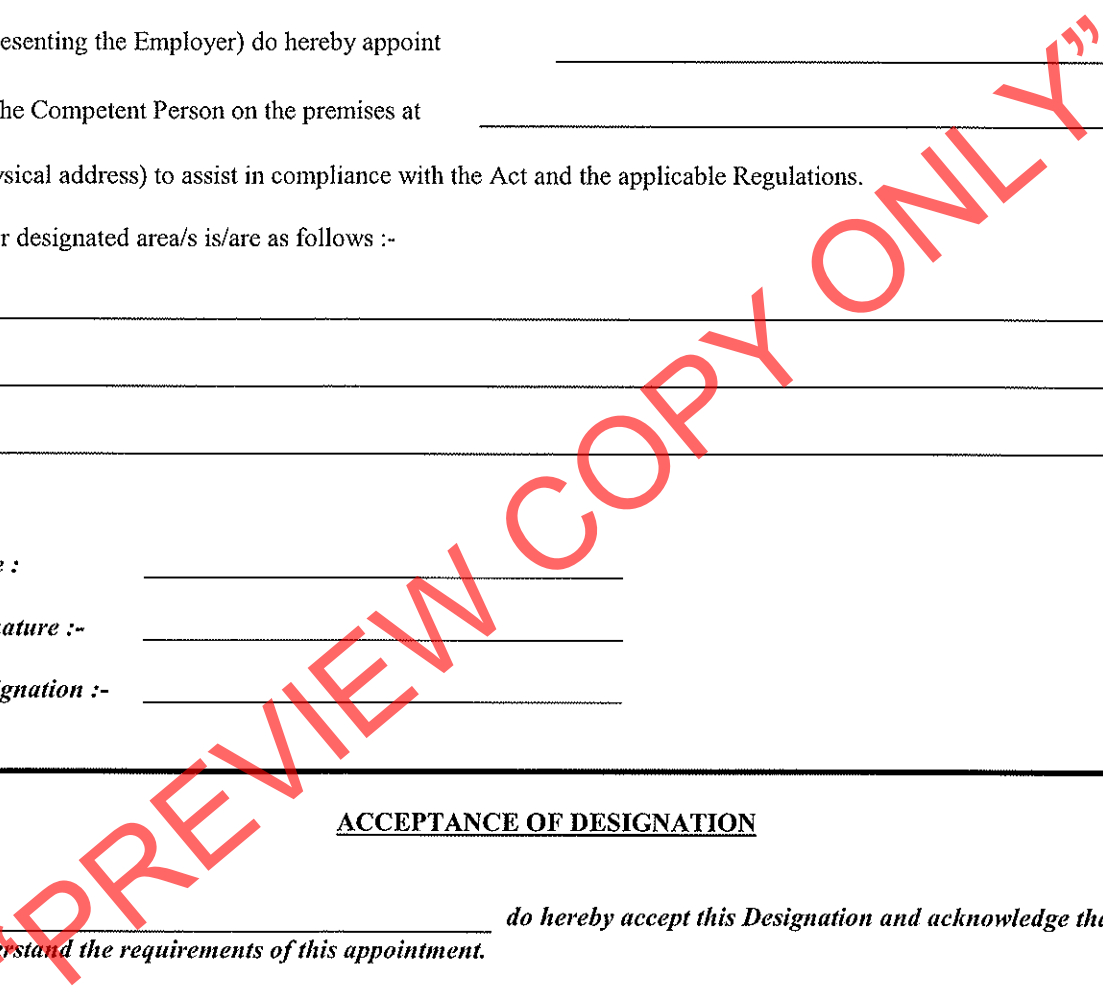 esenting the Employer) do hereby appoint
he Competent Person on the premises at
ysical address) to assist in compliance with the Act and the applicable Regulations.
r designated area/s is/are as follows :-
e :
ature :-
gnation :-
ACCEPTANCE OF DESIGNATION
do hereby accept this Designation and acknowledge tha
erstand the requirements of this appointment.
“PREVIEW COPY ONLY”